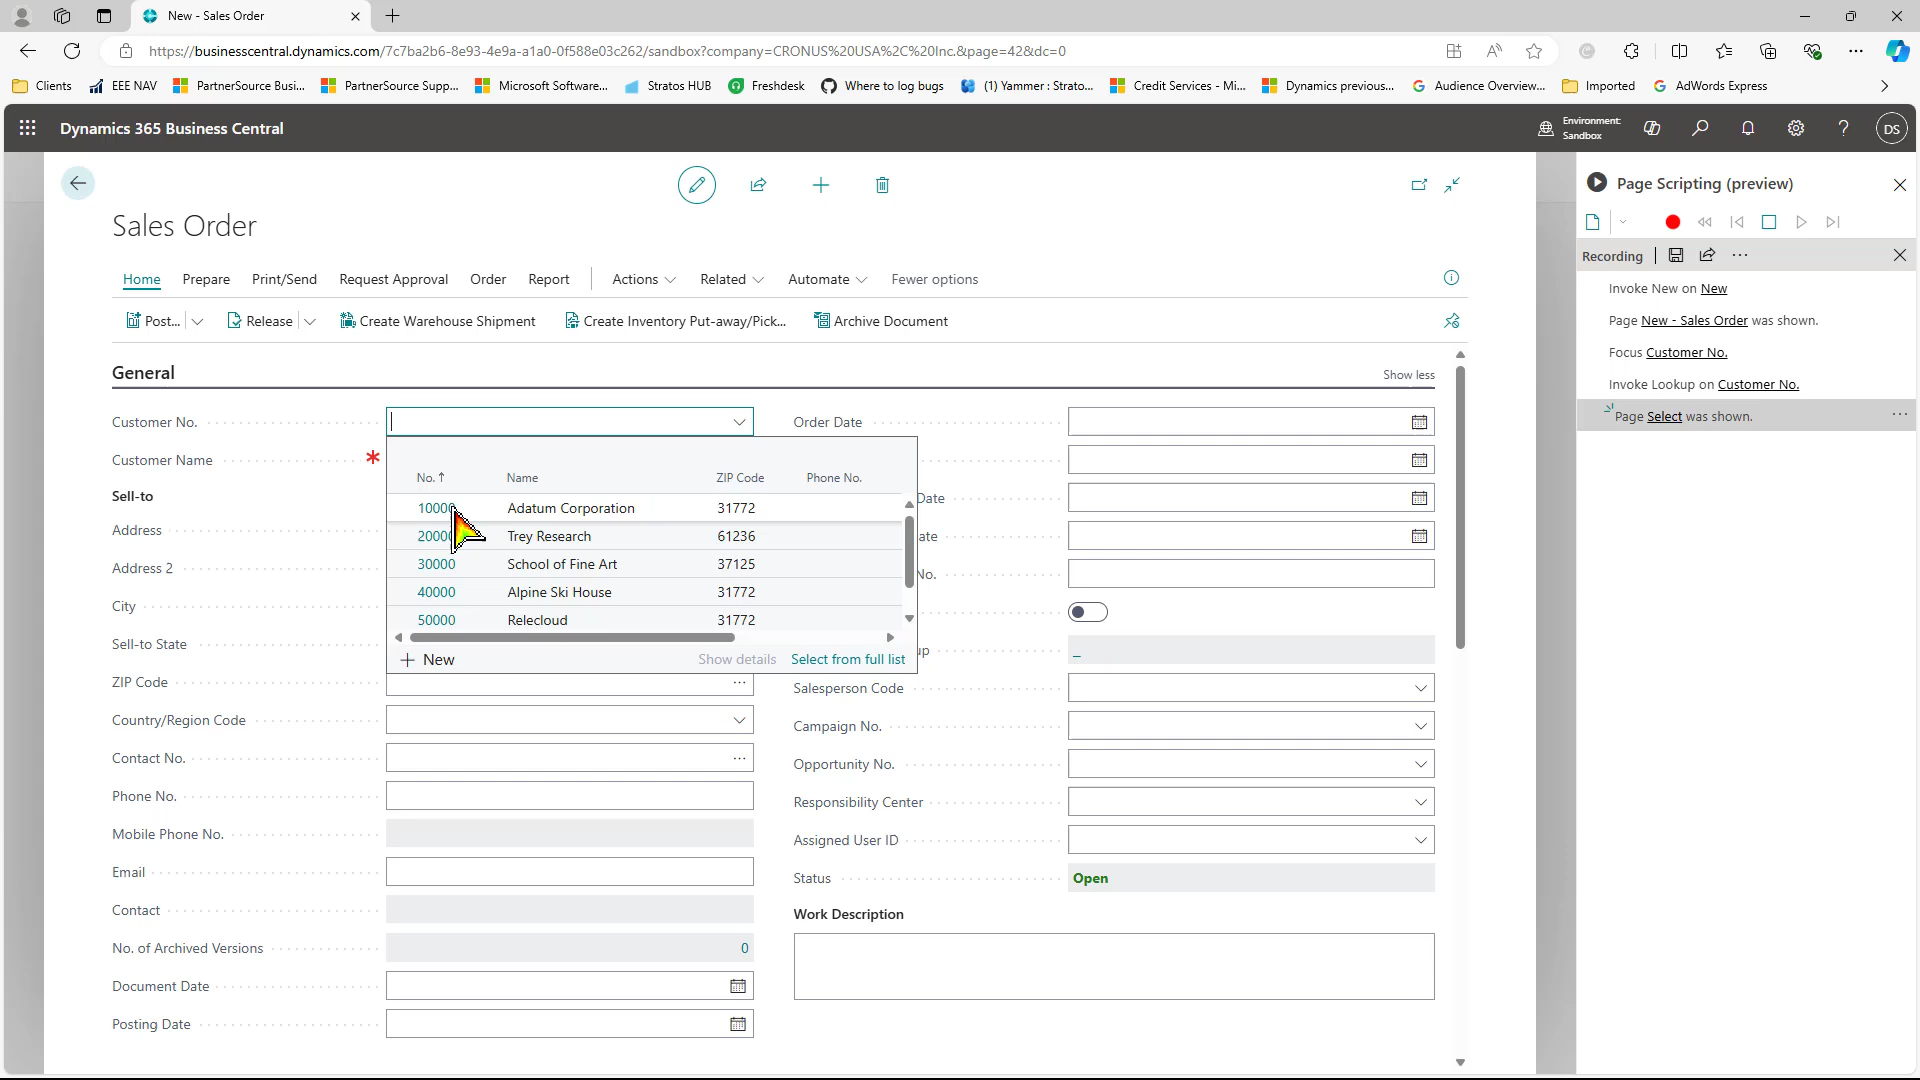 New - Sales Order
https://businesscentral.dynamics.com/7c7ba2b6-8e93-4e9a-a1a0-0f588e03c262/sandbox?company=CRONUS%20USA%2C%20Inc.&page=42&dc=0
Clients EEE NAV PartnerSource Busi... PartnerSource Supp... Microsoft Software... Stratos HUB Freshdesk Where to log bugs (1) Yammer : Strato... Credit Services - Mi... Dynamics previous... Audience Overview... Imported AdWords Express
Dynamics 365 Business Central
Environment:
Sandbox
DS
Sales Order
Home Prepare Print/Send Request Approval Order Report Actions Related Automate Fewer options
Post... Release Create Warehouse Shipment Create Inventory Put-away/Pick... Archive Document
General
Show less
Customer No.
Customer Name
Sell-to
Address
Address 2
City
Sell-to State
ZIP Code
Country/Region Code
Contact No.
Phone No.
Mobile Phone No.
Email
Contact
No. of Archived Versions 0
Document Date
Posting Date
No. ↑ Name ZIP Code Phone No.
10000 Adatum Corporation 31772
20000 Trey Research 61236
30000 School of Fine Art 37125
40000 Alpine Ski House 31772
50000 Relecloud 31772
+ New Show details Select from full list
Order Date
Date
ate
No.
up _
Salesperson Code
Campaign No.
Opportunity No.
Responsibility Center
Assigned User ID
Status Open
Work Description
Page Scripting (preview)
Recording
Invoke New on New
Page New - Sales Order was shown.
Focus Customer No.
Invoke Lookup on Customer No.
Page Select was shown.